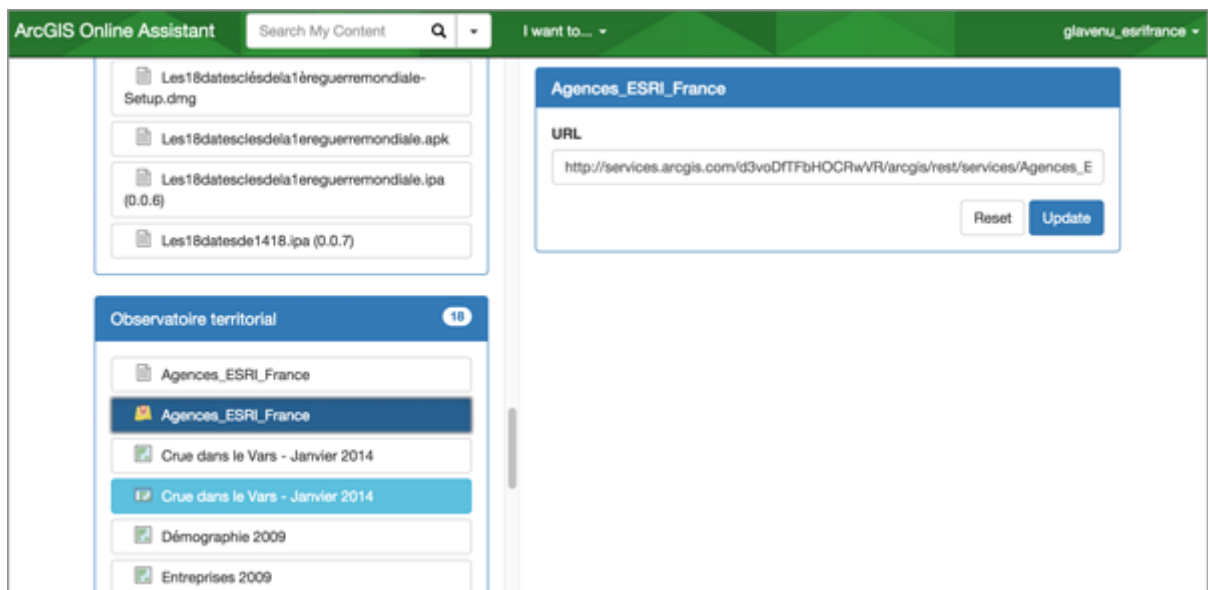 ArcGIS Online Assistant
Search My Content
I want to...
glavenu_esrifrance
Les18datesclésdela1èreguerremondiale-
Setup.dmg
Les18datesclesdela1ereguerremondiale.apk
Les18datesclesdela1ereguerremondiale.ipa
(0.0.6)
Les18datesde1418.ipa (0.0.7)
Observatoire territorial 18
Agences_ESRI_France
Agences_ESRI_France
Crue dans le Vars - Janvier 2014
Crue dans le Vars - Janvier 2014
Démographie 2009
Entreprises 2009
Agences_ESRI_France
URL
http://services.arcgis.com/d3voDfTFbHOCRwVR/arcgis/rest/services/Agences_E
Reset
Update